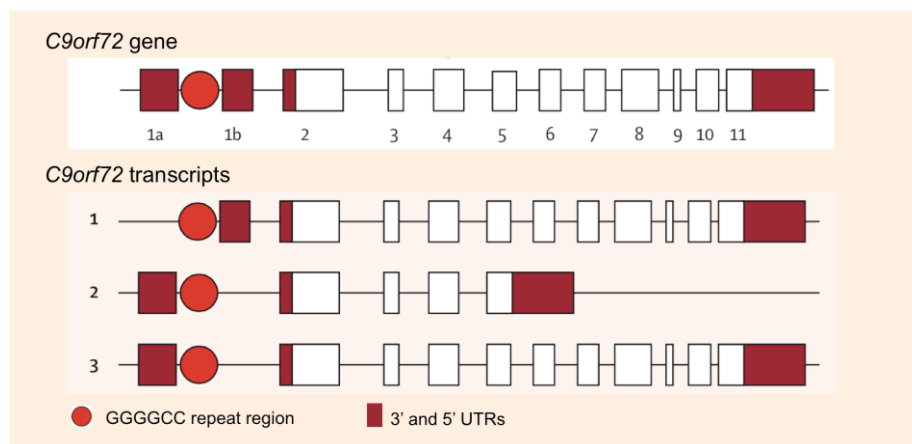 C9orf72 gene
1a 1b 2 3 4 5 6 7 8 9 10 11
C9orf72 transcripts
1
2
3
GGGGCC repeat region 3' and 5' UTRs